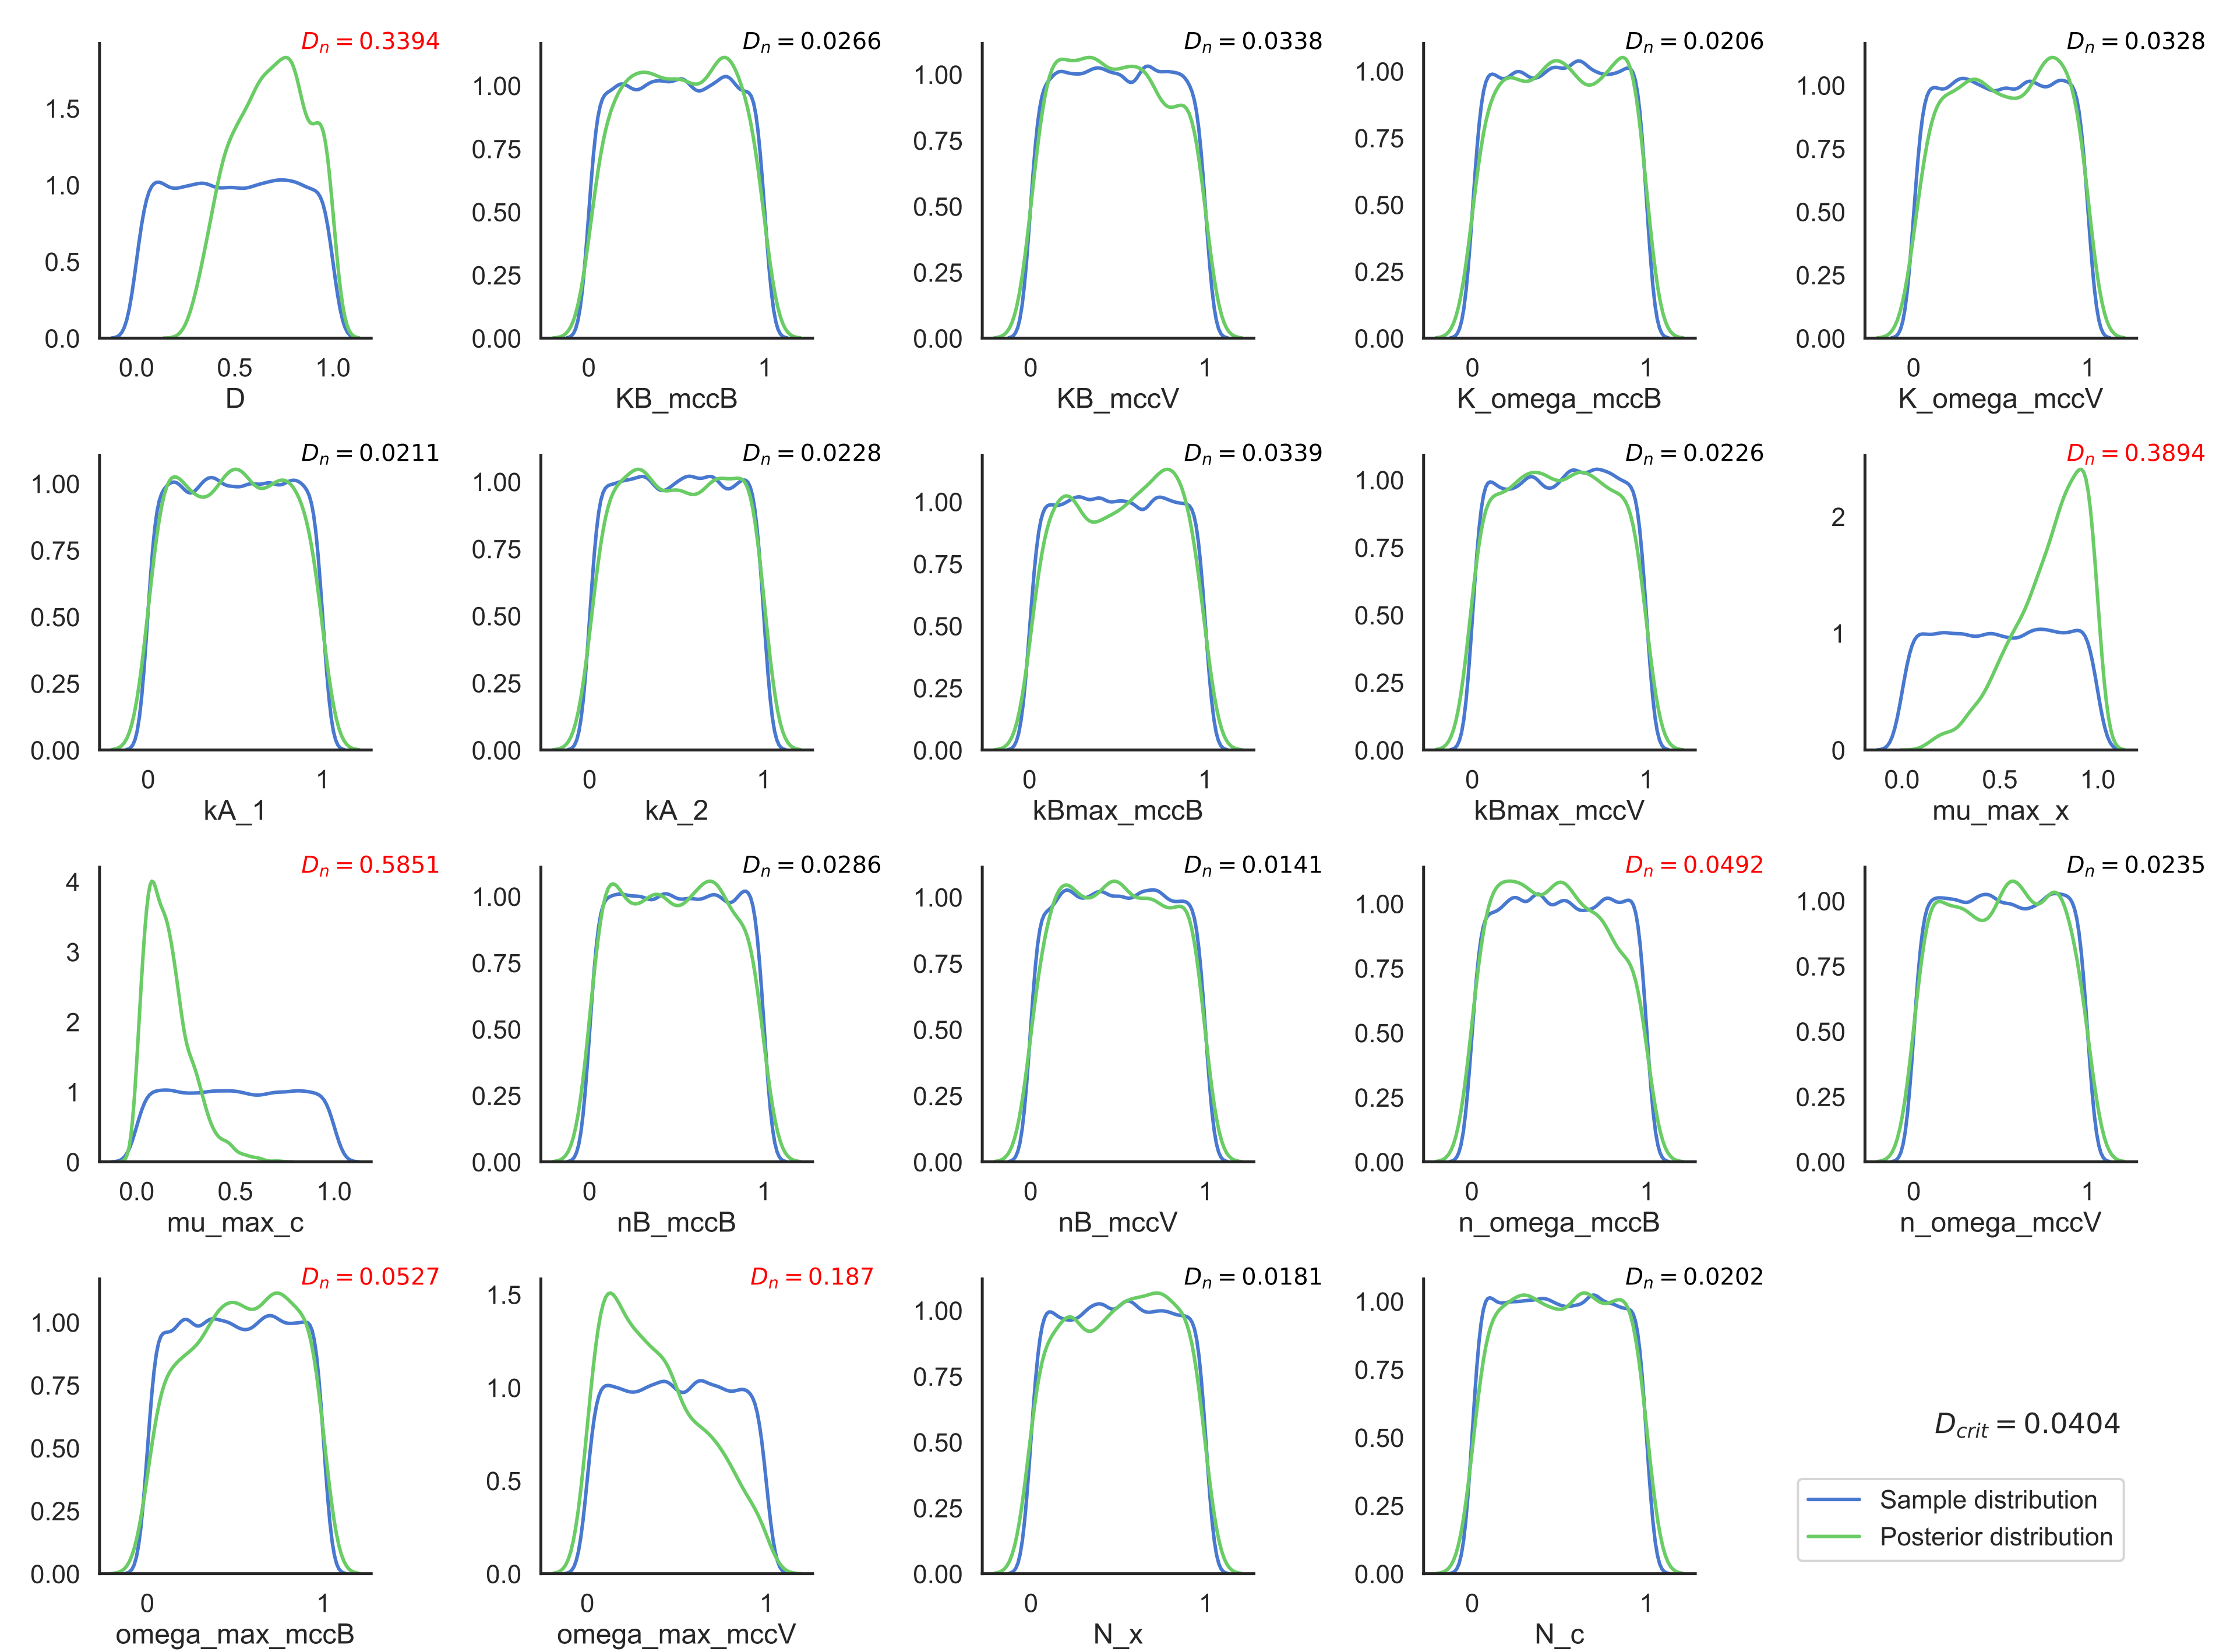 D_n = 0.3394
1.5
1.0
0.5
0.0
0.0 0.5 1.0
D
D_n = 0.0266
1.00
0.75
0.50
0.25
0.00
0 1
KB_mccB
D_n = 0.0338
1.00
0.75
0.50
0.25
0.00
0 1
KB_mccV
D_n = 0.0206
1.00
0.75
0.50
0.25
0.00
0 1
K_omega_mccB
D_n = 0.0328
1.00
0.75
0.50
0.25
0.00
0 1
K_omega_mccV
D_n = 0.0211
1.00
0.75
0.50
0.25
0.00
0 1
kA_1
D_n = 0.0228
1.00
0.75
0.50
0.25
0.00
0 1
kA_2
D_n = 0.0339
1.00
0.75
0.50
0.25
0.00
0 1
kBmax_mccB
D_n = 0.0226
1.00
0.75
0.50
0.25
0.00
0 1
kBmax_mccV
D_n = 0.3894
2
1
0
0.0 0.5 1.0
mu_max_x
D_n = 0.5851
4
3
2
1
0
0.0 0.5 1.0
mu_max_c
D_n = 0.0286
1.00
0.75
0.50
0.25
0.00
0 1
nB_mccB
D_n = 0.0141
1.00
0.75
0.50
0.25
0.00
0 1
nB_mccV
D_n = 0.0492
1.00
0.75
0.50
0.25
0.00
0 1
n_omega_mccB
D_n = 0.0235
1.00
0.75
0.50
0.25
0.00
0 1
n_omega_mccV
D_n = 0.0527
1.00
0.75
0.50
0.25
0.00
0 1
omega_max_mccB
D_n = 0.187
1.5
1.0
0.5
0.0
0 1
omega_max_mccV
D_n = 0.0181
1.00
0.75
0.50
0.25
0.00
0 1
N_x
D_n = 0.0202
1.00
0.75
0.50
0.25
0.00
0 1
N_c
D_crit = 0.0404
Sample distribution
Posterior distribution